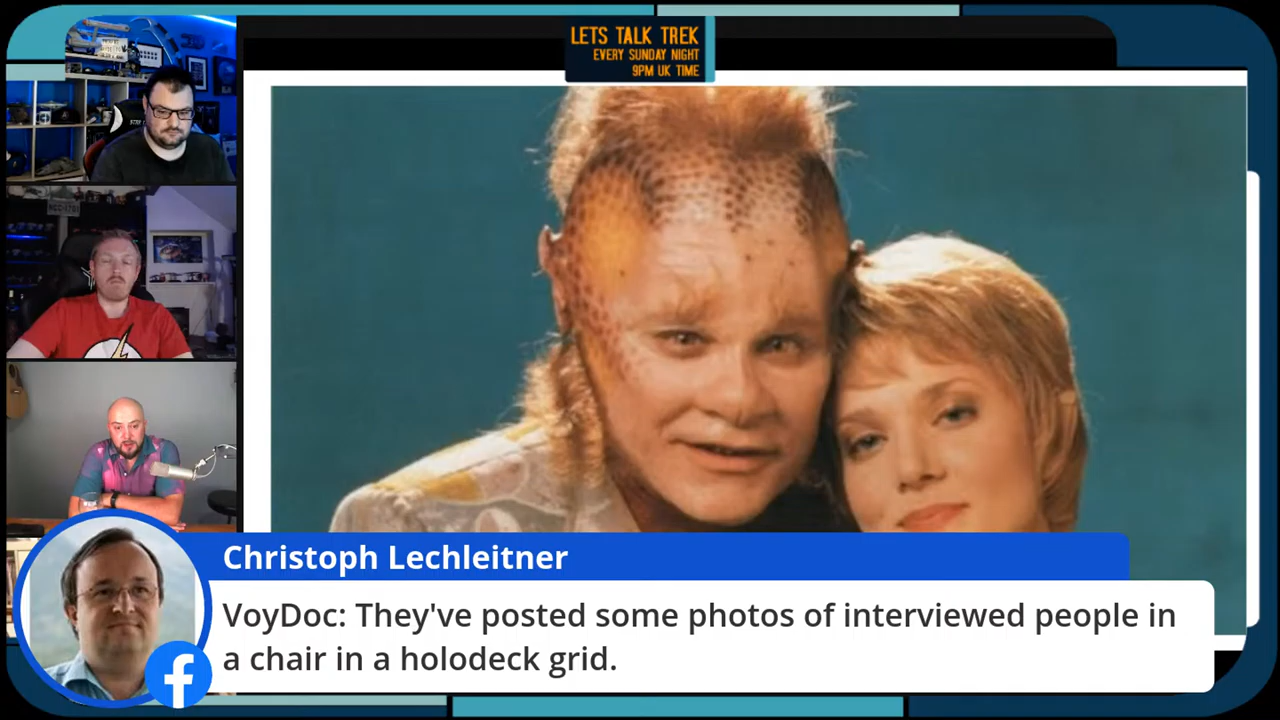 LETS TALK TREK
EVERY SUNDAY NIGHT
9PM UK TIME
Christoph Lechleitner
VoyDoc: They've posted some photos of interviewed people in
a chair in a holodeck grid.